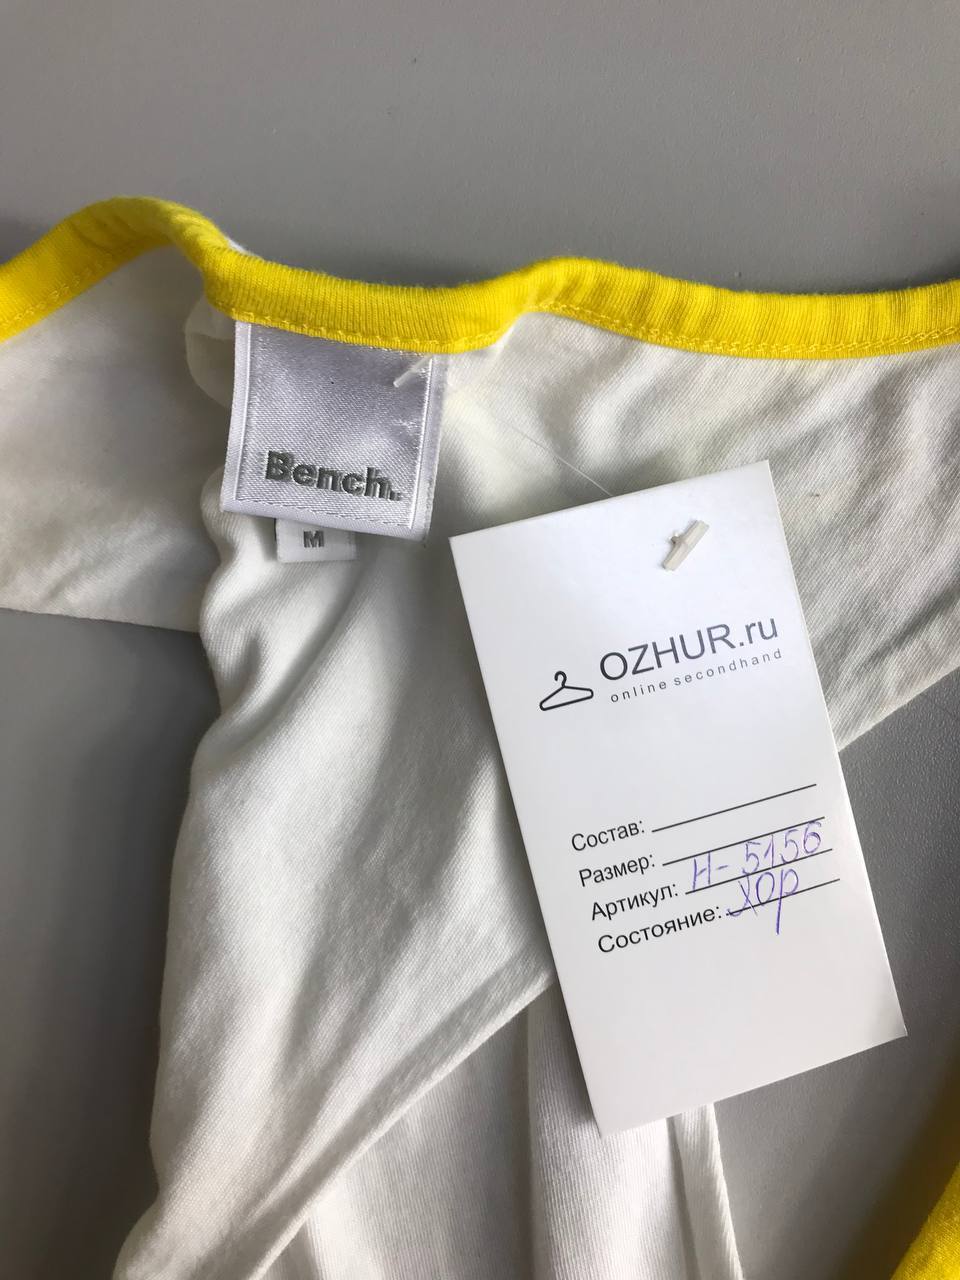 Bench.
M
OZHUR.ru
online secondhand
Состав:
Размер:
Артикул: Н-5156
Состояние: хор